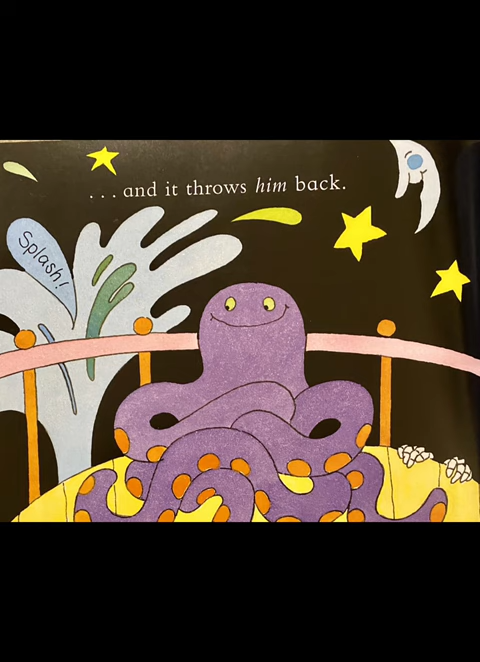 . . . and it throws him back.
Splash!